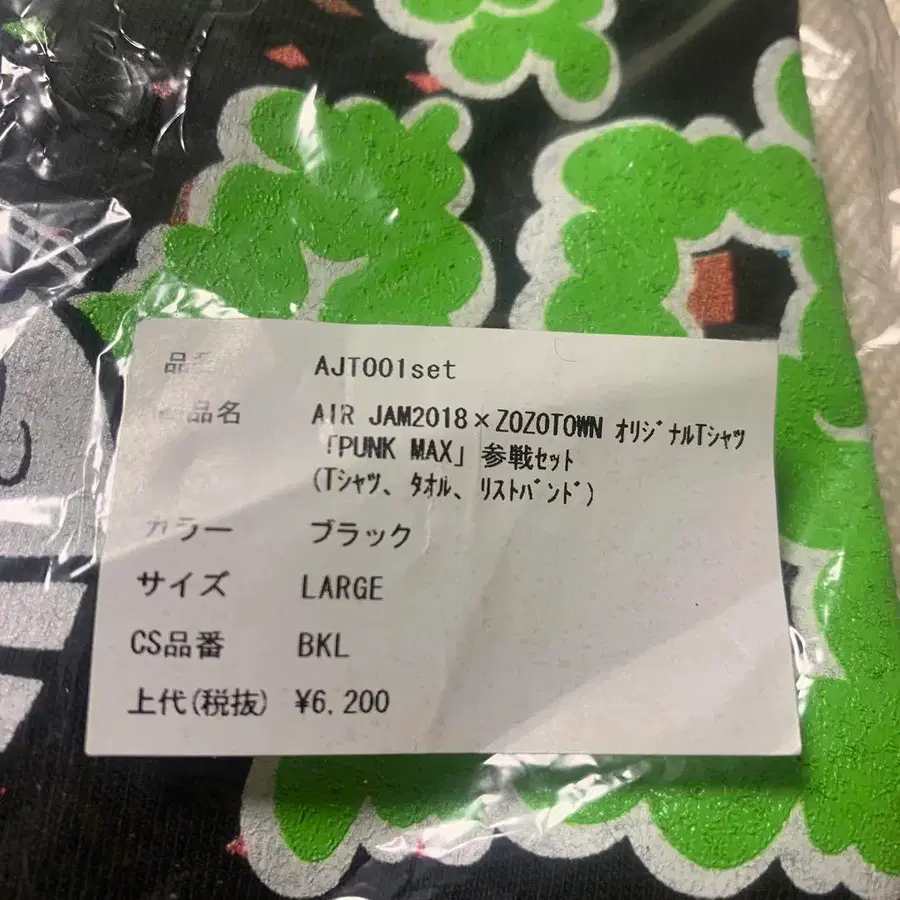 品番 AJT001set
品名 AIR JAM2018×ZOZOTOWN ｵﾘｼﾞﾅﾙTｼｬﾂ
「PUNK MAX」参戦ｾｯﾄ
(Tｼｬﾂ、ﾀｵﾙ、ﾘｽﾄﾊﾞﾝﾄﾞ)
カラー ブラック
サイズ LARGE
CS品番 BKL
上代(税抜) ¥6,200